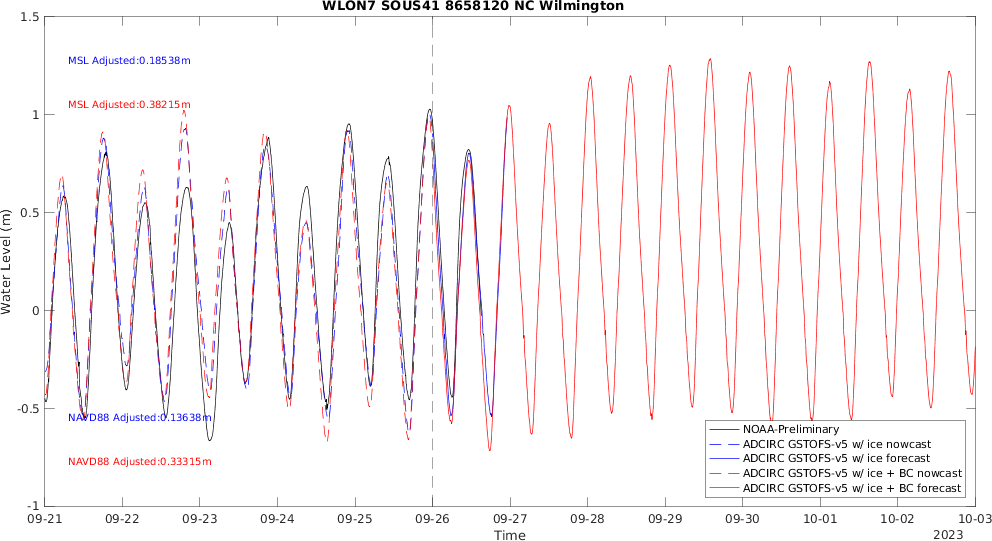 WLON7 SOUS41 8658120 NC Wilmington
1.5
MSL Adjusted:0.18538m
MSL Adjusted:0.38215m
1
0.5
Water Level (m)
0
-0.5
NAVD88 Adjusted:0.13638m
NAVD88 Adjusted:0.33315m
NOAA-Preliminary
ADCIRC GSTOFS-v5 w/ ice nowcast
ADCIRC GSTOFS-v5 w/ ice forecast
ADCIRC GSTOFS-v5 w/ ice + BC nowcast
ADCIRC GSTOFS-v5 w/ ice + BC forecast
-1
09-21 09-22 09-23 09-24 09-25 09-26 09-27 09-28 09-29 09-30 10-01 10-02 10-03
Time
2023